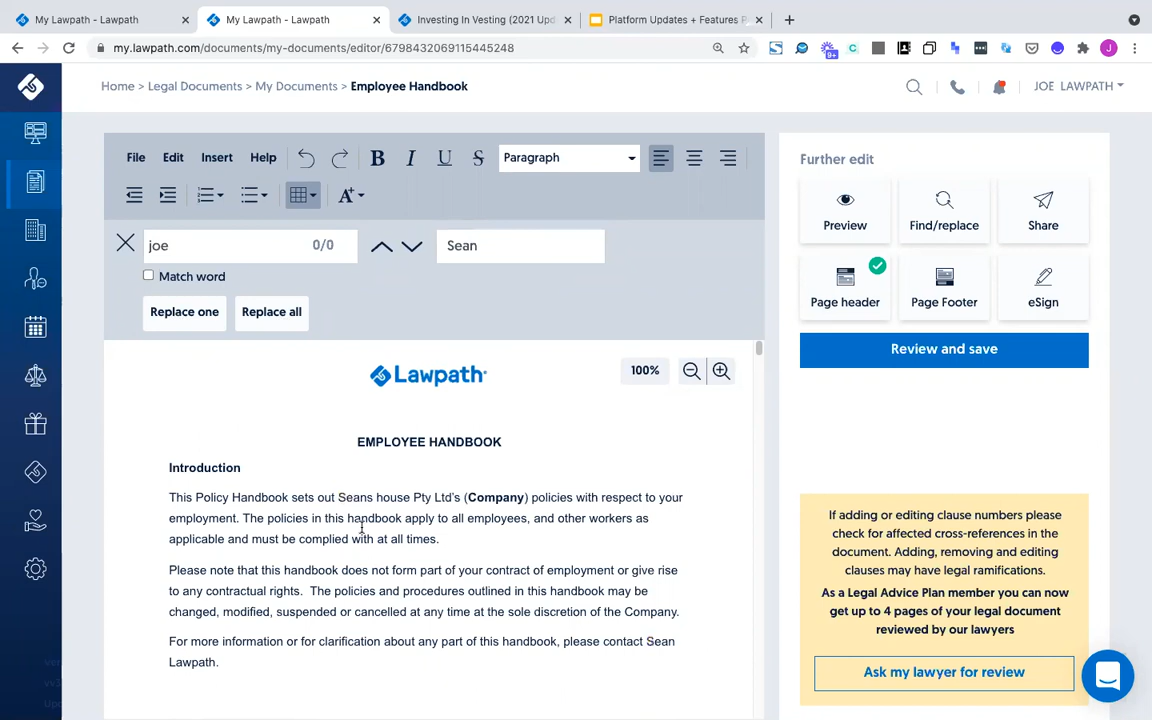 My Lawpath - Lawpath
My Lawpath - Lawpath
Investing In Vesting (2021 Upd
Platform Updates + Features P
my.lawpath.com/documents/my-documents/editor/6798432069115445248
9+
J
Home > Legal Documents > My Documents > Employee Handbook
JOE LAWPATH
File Edit Insert Help
B I U S
Paragraph
A+
joe 0/0
Sean
Match word
Replace one Replace all
Lawpath
100%
EMPLOYEE HANDBOOK
Introduction
This Policy Handbook sets out Seans house Pty Ltd's (Company) policies with respect to your
employment. The policies in this handbook apply to all employees, and other workers as
applicable and must be complied with at all times.
Please note that this handbook does not form part of your contract of employment or give rise
to any contractual rights. The policies and procedures outlined in this handbook may be
changed, modified, suspended or cancelled at any time at the sole discretion of the Company.
For more information or for clarification about any part of this handbook, please contact Sean
Lawpath.
Further edit
Preview Find/replace Share
Page header Page Footer eSign
Review and save
If adding or editing clause numbers please
check for affected cross-references in the
document. Adding, removing and editing
clauses may have legal ramifications.
As a Legal Advice Plan member you can now
get up to 4 pages of your legal document
reviewed by our lawyers
Ask my lawyer for review